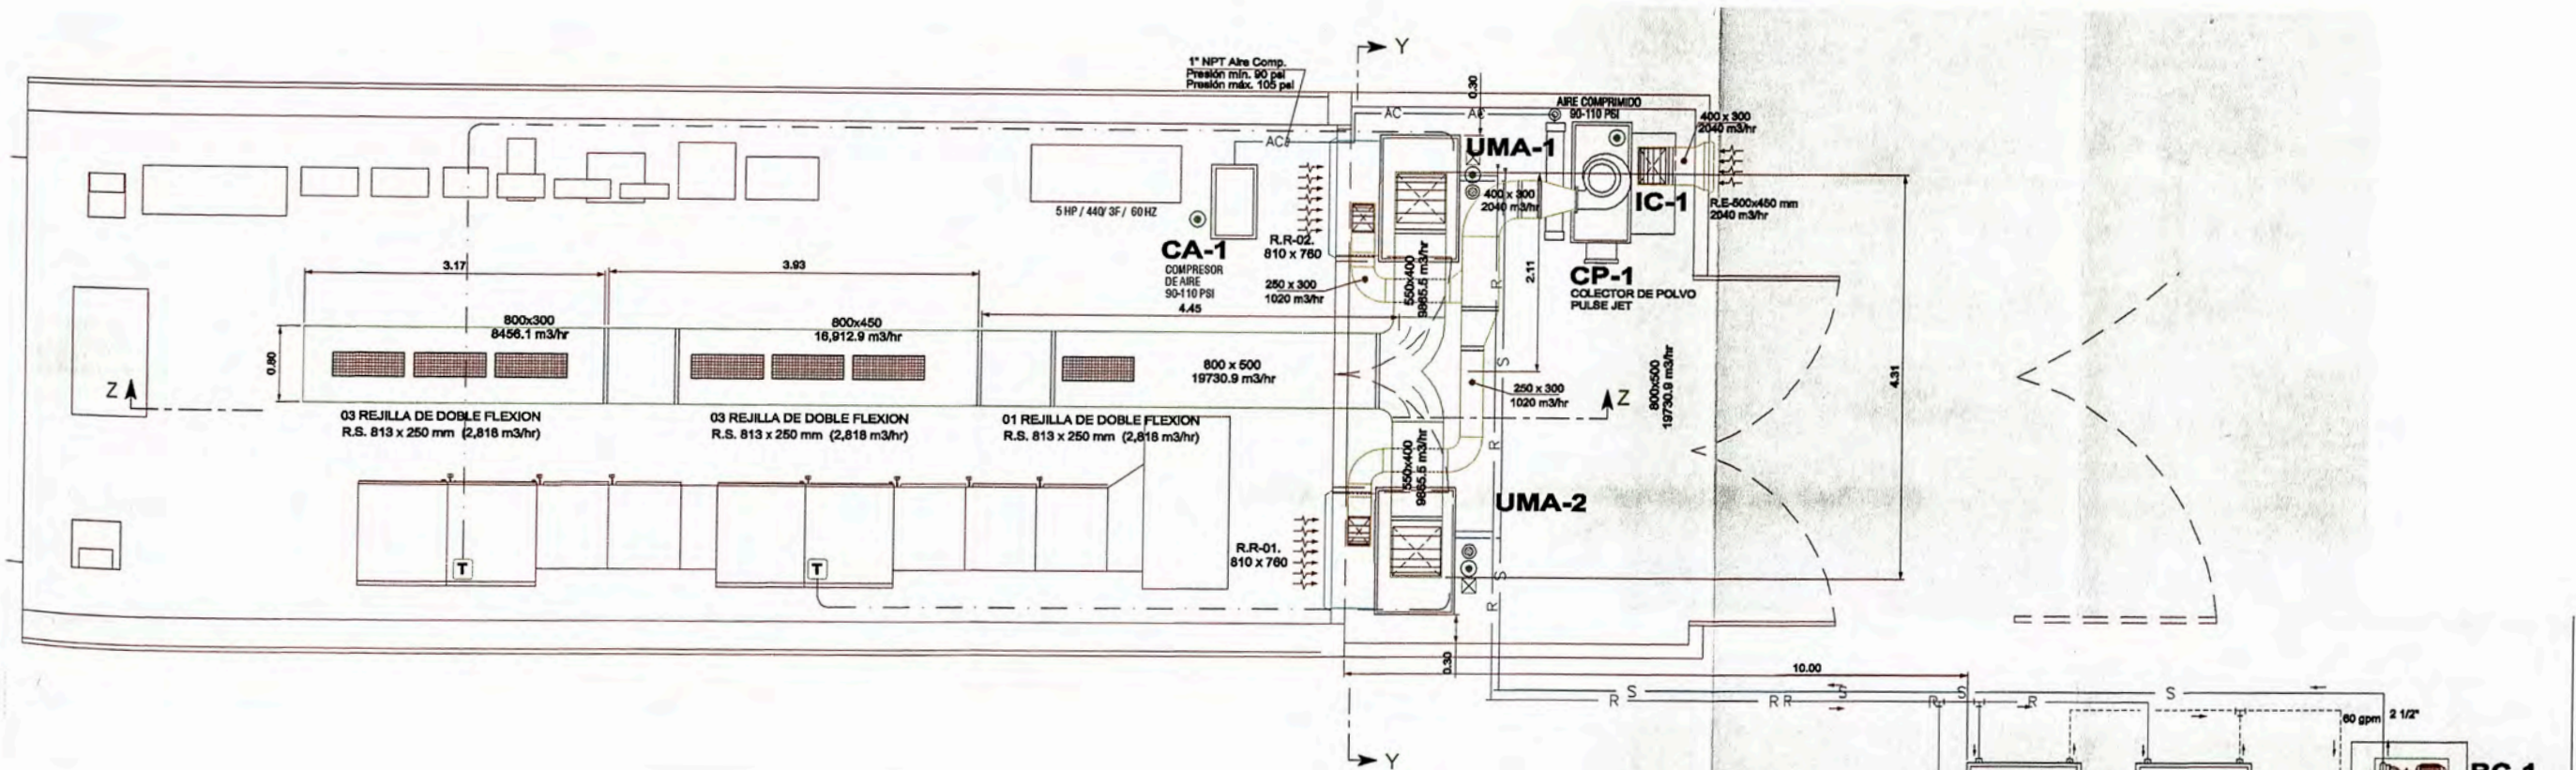 Y
1" NPT Aire Comp.
Presión min. 90 psi
Presión máx. 105 psi
0.30
AC
AC
AC
AIRE COMPRIMIDO
90-110 PSI
400 x 300
2040 m3/hr
UMA-1
5 HP / 440/ 3F / 60 HZ
CA-1
COMPRESOR
DE AIRE
90-110 PSI
R.R-02.
810 x 760
400 x 300
2040 m3/hr
IC-1
R.E-500x450 mm
2040 m3/hr
CP-1
COLECTOR DE POLVO
PULSE JET
250 x 300
1020 m3/hr
550x400
9865.5 m3/hr
R
2.11
3.17
3.93
4.45
0.80
800x300
8456.1 m3/hr
800x450
16,912.9 m3/hr
800 x 500
19730.9 m3/hr
S
250 x 300
1020 m3/hr
800x500
19730.9 m3/hr
4.31
Z
Z
03 REJILLA DE DOBLE FLEXION
R.S. 813 x 250 mm (2,818 m3/hr)
03 REJILLA DE DOBLE FLEXION
R.S. 813 x 250 mm (2,818 m3/hr)
01 REJILLA DE DOBLE FLEXION
R.S. 813 x 250 mm (2,818 m3/hr)
550x400
9865.5 m3/hr
R
UMA-2
R.R-01.
810 x 760
T
T
S
R
0.30
10.00
S
S
S
S
R
R R
R
R
60 gpm
2 1/2"
Y